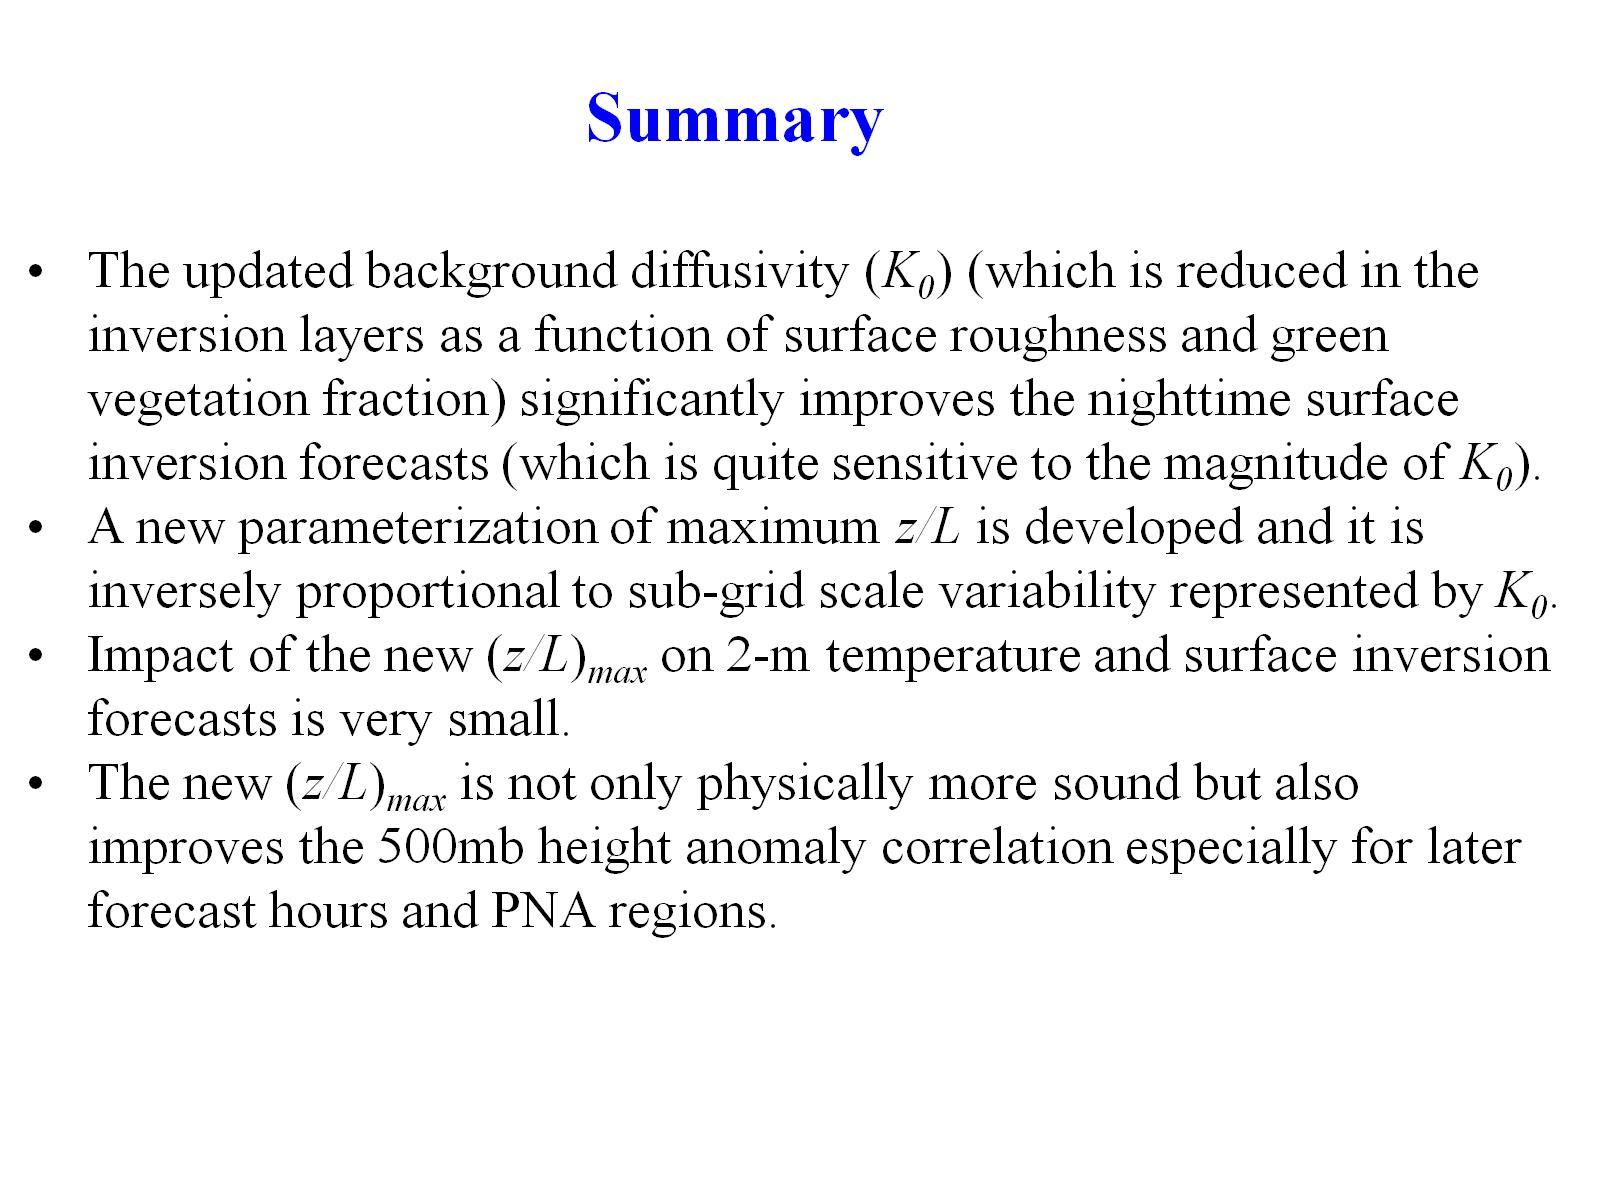 Summary
• The updated background diffusivity (K0) (which is reduced in the
inversion layers as a function of surface roughness and green
vegetation fraction) significantly improves the nighttime surface
inversion forecasts (which is quite sensitive to the magnitude of K0).
• A new parameterization of maximum z/L is developed and it is
inversely proportional to sub-grid scale variability represented by K0.
• Impact of the new (z/L)max on 2-m temperature and surface inversion
forecasts is very small.
• The new (z/L)max is not only physically more sound but also
improves the 500mb height anomaly correlation especially for later
forecast hours and PNA regions.